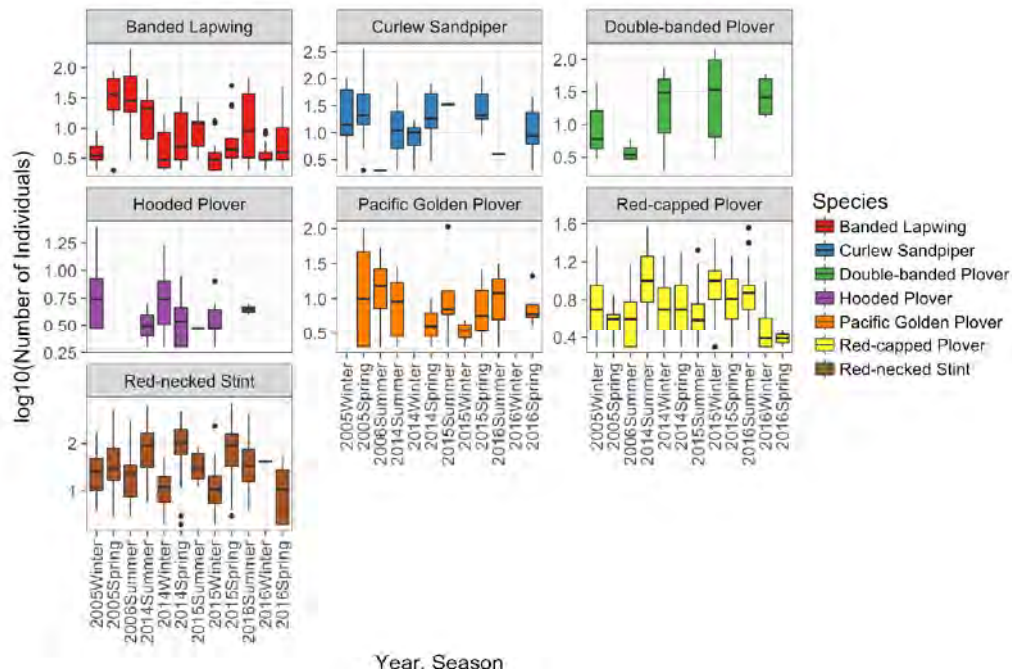 Banded Lapwing
Curlew Sandpiper
Double-banded Plover
2.0
1.5
1.0
0.5
2.5
2.0
1.5
1.0
0.5
2.0
1.5
1.0
0.5
Hooded Plover
Pacific Golden Plover
Red-capped Plover
1.25
1.00
0.75
0.50
0.25
2.0
1.5
1.0
0.5
1.6
1.2
0.8
0.4
Red-necked Stint
2
1
2005Winter
2005Spring
2006Summer
2014Summer
2014Winter
2014Spring
2015Summer
2015Winter
2015Spring
2016Summer
2016Winter
2016Spring
2005Winter
2005Spring
2006Summer
2014Summer
2014Winter
2014Spring
2015Summer
2015Winter
2015Spring
2016Summer
2016Winter
2016Spring
2005Winter
2005Spring
2006Summer
2014Summer
2014Winter
2014Spring
2015Summer
2015Winter
2015Spring
2016Summer
2016Winter
2016Spring
log10(Number of Individuals)
Year, Season
Species
Banded Lapwing
Curlew Sandpiper
Double-banded Plover
Hooded Plover
Pacific Golden Plover
Red-capped Plover
Red-necked Stint